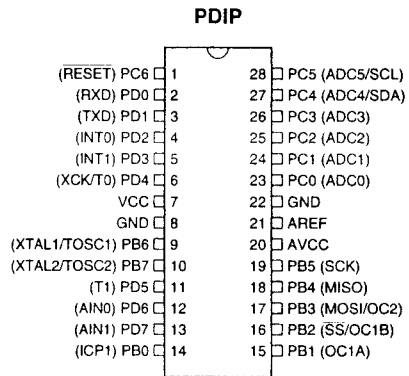 PDIP
(RESET) PC6 1 28 PC5 (ADC5/SCL)
(RXD) PD0 2 27 PC4 (ADC4/SDA)
(TXD) PD1 3 26 PC3 (ADC3)
(INT0) PD2 4 25 PC2 (ADC2)
(INT1) PD3 5 24 PC1 (ADC1)
(XCK/T0) PD4 6 23 PC0 (ADC0)
VCC 7 22 GND
GND 8 21 AREF
(XTAL1/TOSC1) PB6 9 20 AVCC
(XTAL2/TOSC2) PB7 10 19 PB5 (SCK)
(T1) PD5 11 18 PB4 (MISO)
(AIN0) PD6 12 17 PB3 (MOSI/OC2)
(AIN1) PD7 13 16 PB2 (SS/OC1B)
(ICP1) PB0 14 15 PB1 (OC1A)